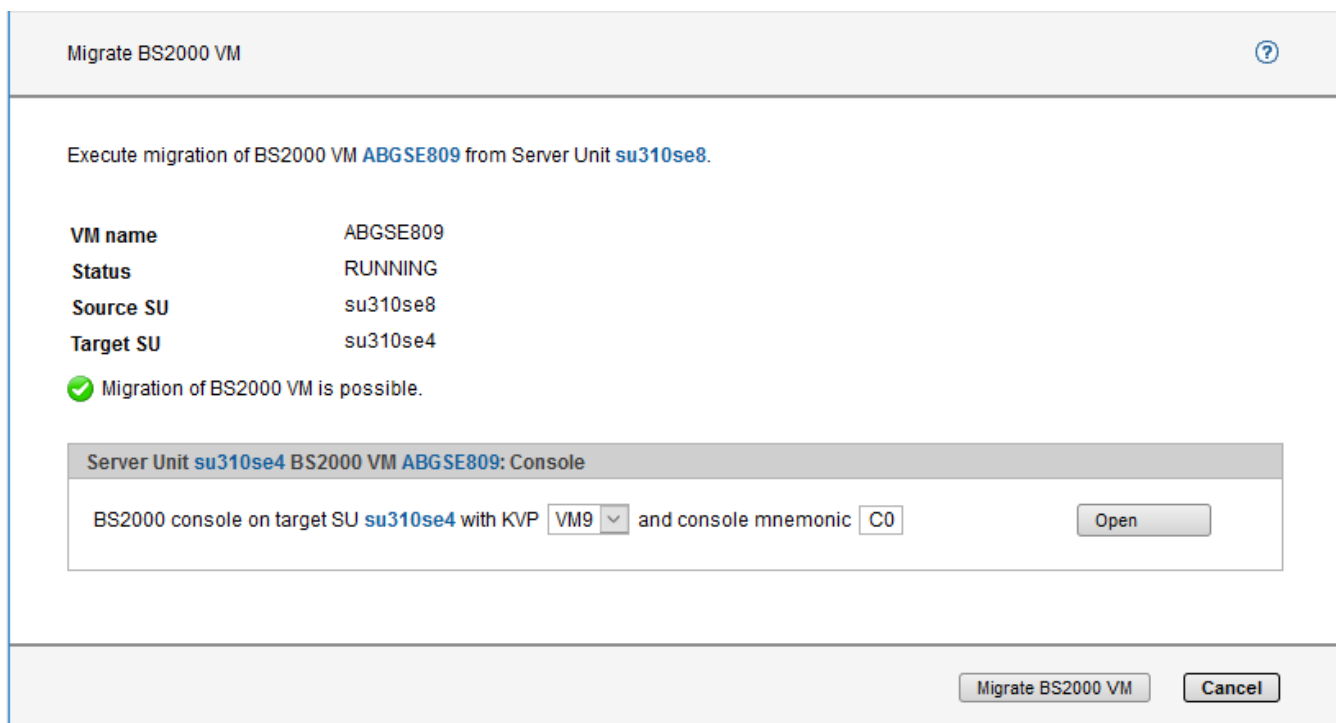 Migrate BS2000 VM
?
Execute migration of BS2000 VM ABGSE809 from Server Unit su310se8.
VM name ABGSE809
Status RUNNING
Source SU su310se8
Target SU su310se4
Migration of BS2000 VM is possible.
Server Unit su310se4 BS2000 VM ABGSE809: Console
BS2000 console on target SU su310se4 with KVP VM9 and console mnemonic C0 Open
Migrate BS2000 VM Cancel